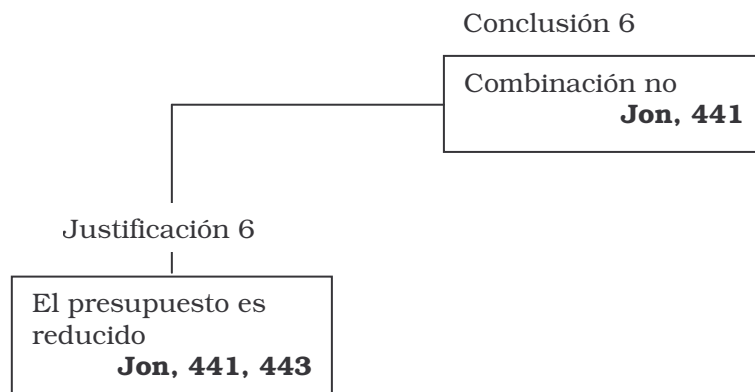 Conclusión 6
Combinación no
Jon, 441
Justificación 6
El presupuesto es
reducido
Jon, 441, 443